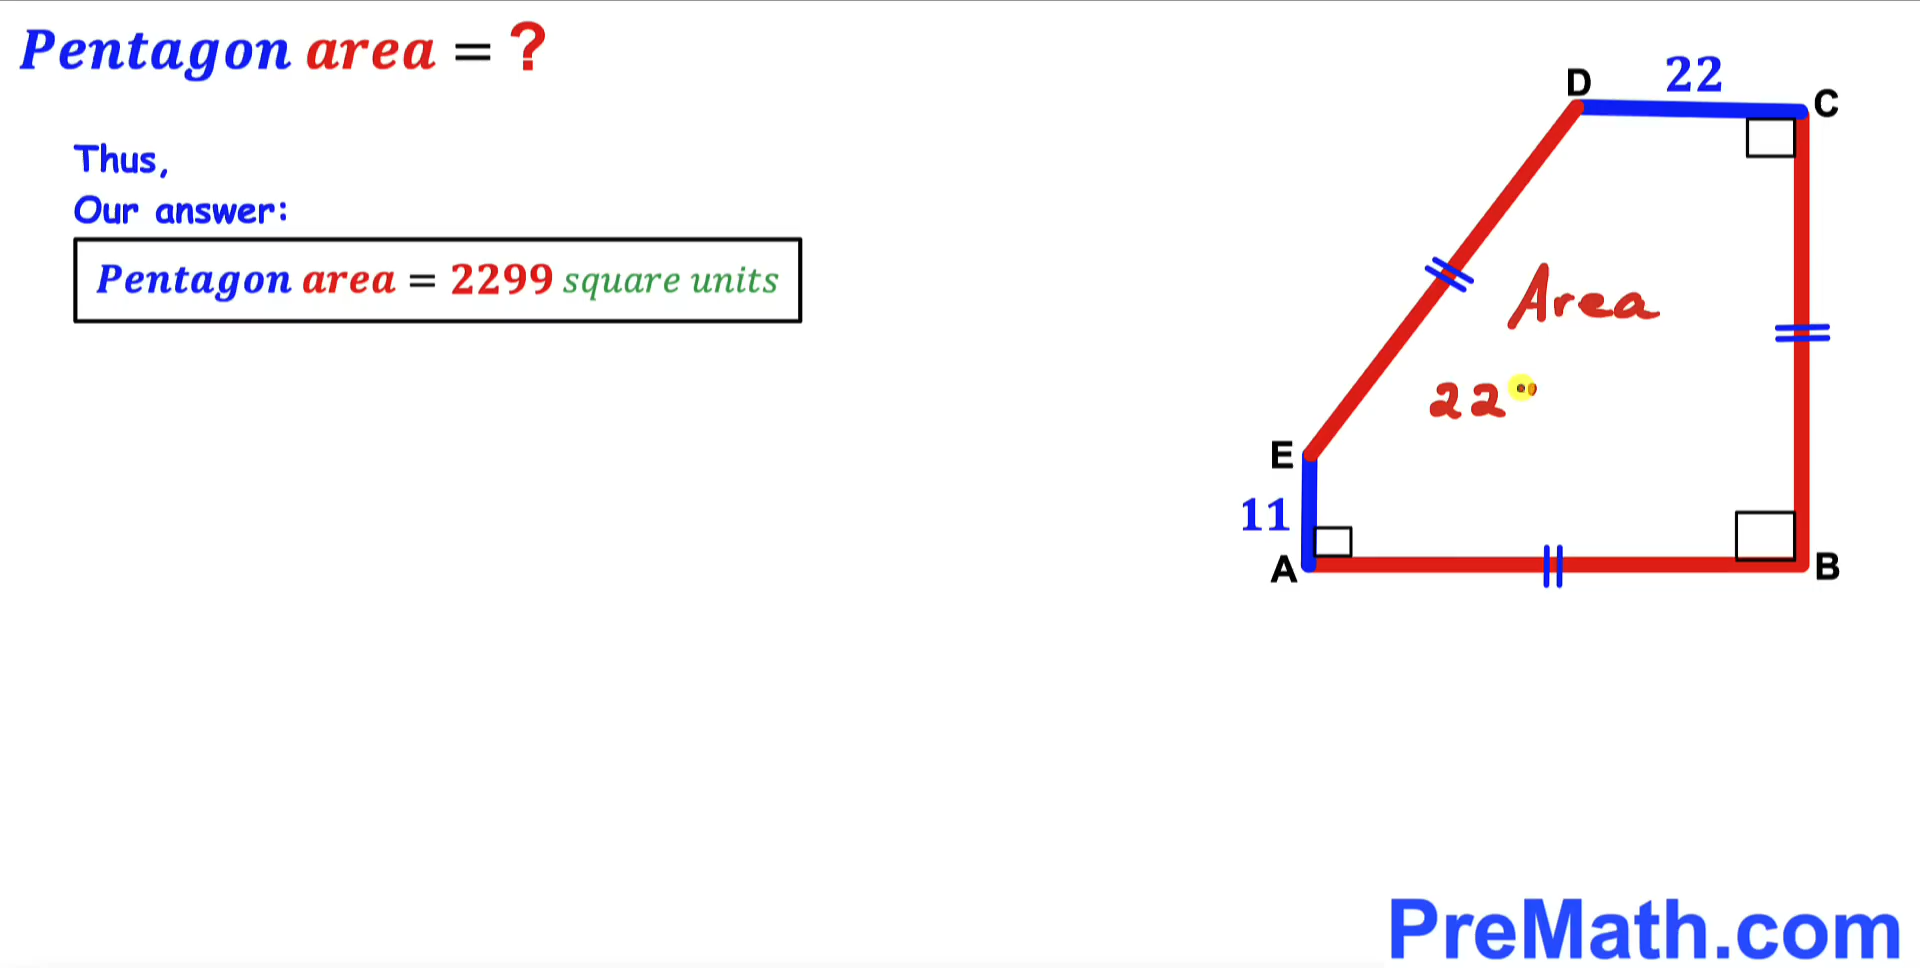 Pentagon area = ?
Thus,
Our answer:
Pentagon area = 2299 square units
D
22
C
Area
22
E
11
A
B
PreMath.com